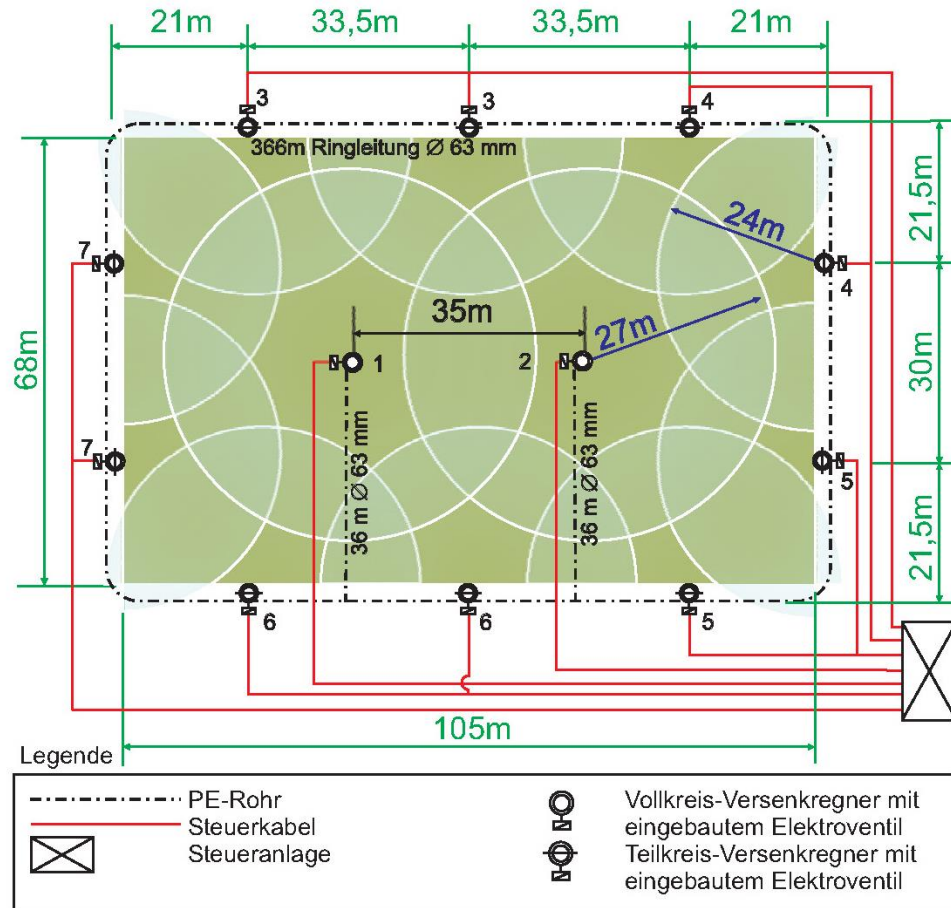 21m
33,5m
33,5m
21m
3
3
4
366m Ringleitung Ø 63 mm
21,5m
24m
7
4
35m
27m
68m
1
2
30m
36 m Ø 63 mm
36 m Ø 63 mm
7
5
21,5m
6
6
5
105m
Legende
PE-Rohr
Steuerkabel
Steueranlage
Vollkreis-Versenkregner mit
eingebautem Elektroventil
Teilkreis-Versenkregner mit
eingebautem Elektroventil